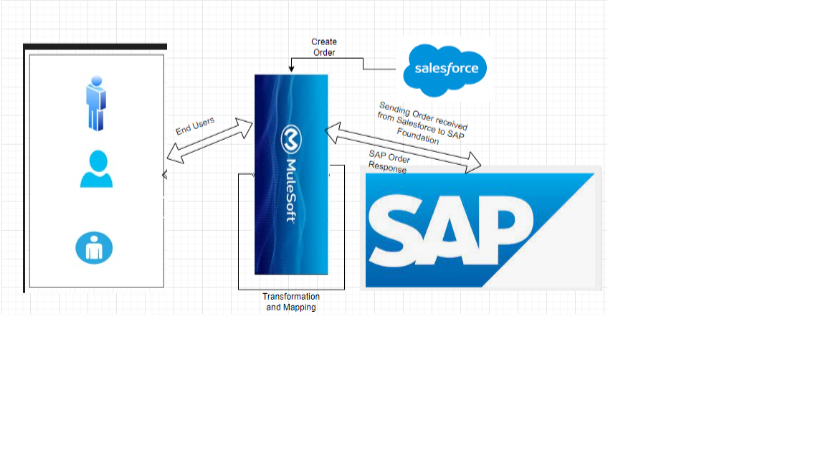 Create
Order
salesforce
End Users
Sending Order received
from Salesforce to SAP
Foundation
SAP Order
Response
MuleSoft
SAP
Transformation
and Mapping